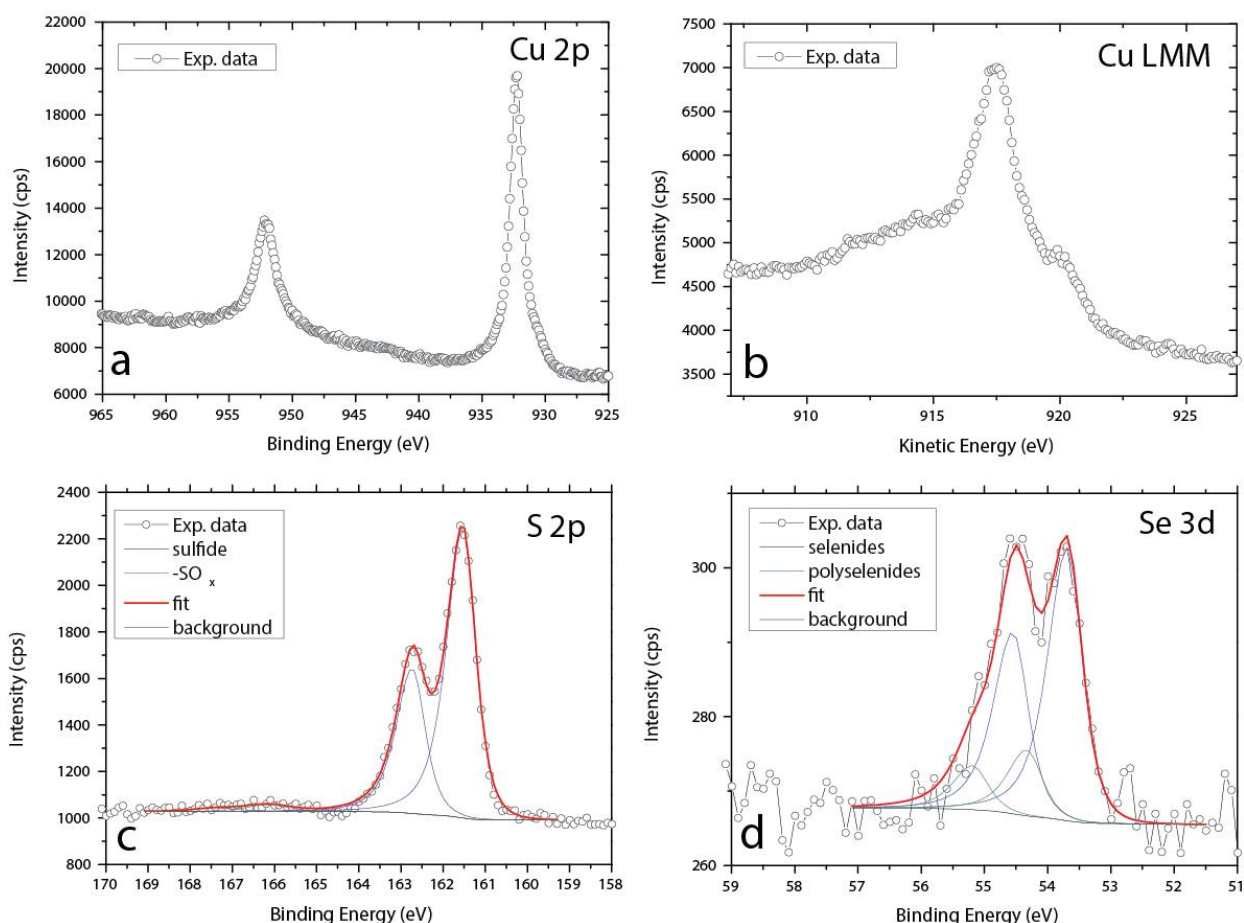 22000
20000
18000
16000
14000
12000
10000
8000
6000
Intensity (cps)
Exp. data
Cu 2p
a
965 960 955 950 945 940 935 930 925
Binding Energy (eV)
7500
7000
6500
6000
5500
5000
4500
4000
3500
Intensity (cps)
Exp. data
Cu LMM
b
910 915 920 925
Kinetic Energy (eV)
2400
2200
2000
1800
1600
1400
1200
1000
800
Intensity (cps)
Exp. data
sulfide
-SOx
fit
background
S 2p
c
170 169 168 167 166 165 164 163 162 161 160 159 158
Binding Energy (eV)
300
280
260
Intensity (cps)
Exp. data
selenides
polyselenides
fit
background
Se 3d
d
59 58 57 56 55 54 53 52 51
Binding Energy (eV)